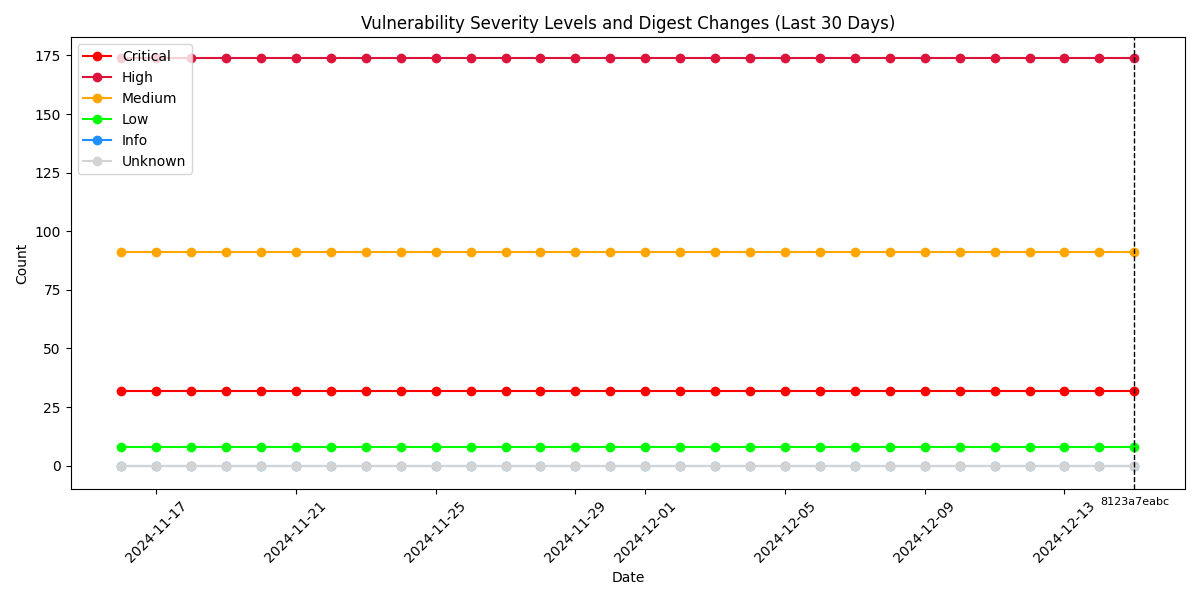 Vulnerability Severity Levels and Digest Changes (Last 30 Days)
Critical
High
Medium
Low
Info
Unknown
175
150
125
100
75
50
25
0
Count
2024-11-17
2024-11-21
2024-11-25
2024-11-29
2024-12-01
2024-12-05
2024-12-09
2024-12-13
8123a7eabc
Date